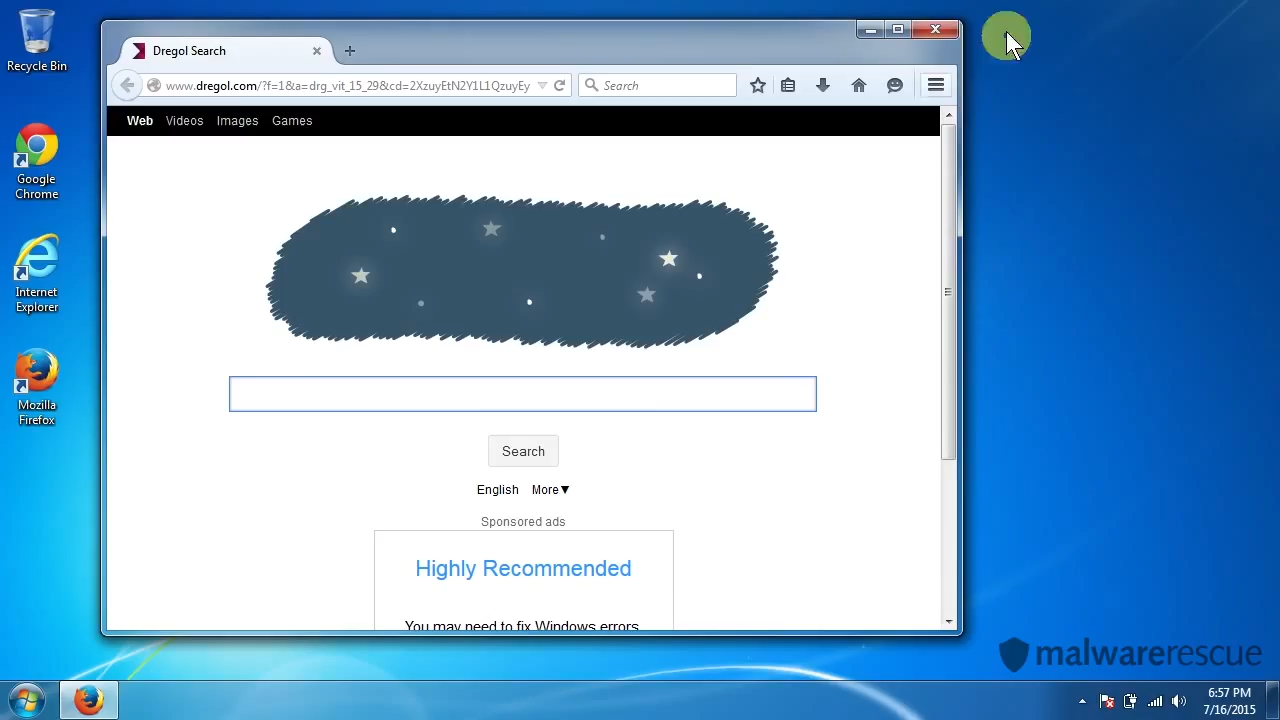 Recycle Bin
Google
Chrome
Internet
Explorer
Mozilla
Firefox
Dregol Search
www.dregol.com/?f=1&a=drg_vit_15_29&cd=2XzuyEtN2Y1L1QzuyEy
Search
Web Videos Images Games
Search
English More▼
Sponsored ads
Highly Recommended
You may need to fix Windows errors
malwarerescue
6:57 PM
7/16/2015